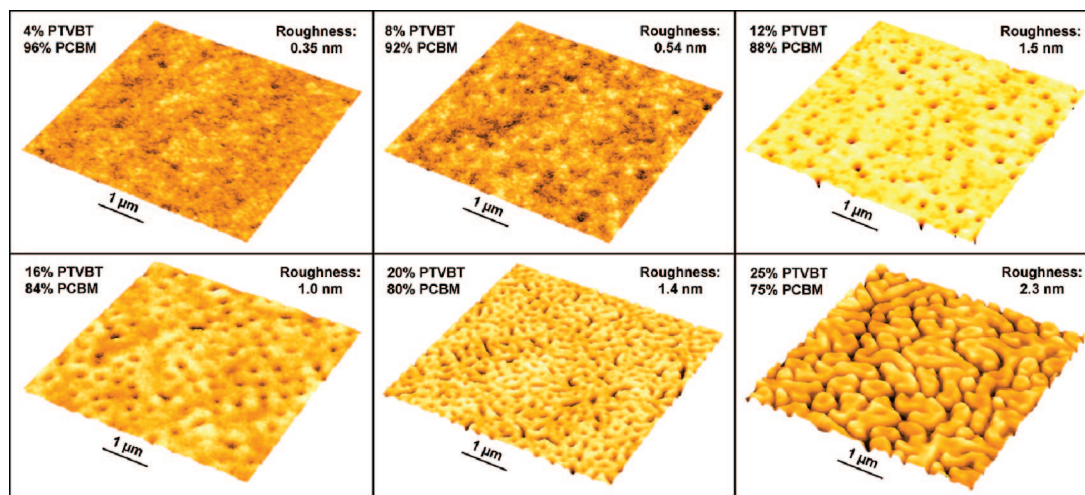 4% PTVBT
96% PCBM
Roughness:
0.35 nm
1 µm
8% PTVBT
92% PCBM
Roughness:
0.54 nm
1 µm
12% PTVBT
88% PCBM
Roughness:
1.5 nm
1 µm
16% PTVBT
84% PCBM
Roughness:
1.0 nm
1 µm
20% PTVBT
80% PCBM
Roughness:
1.4 nm
1 µm
25% PTVBT
75% PCBM
Roughness:
2.3 nm
1 µm